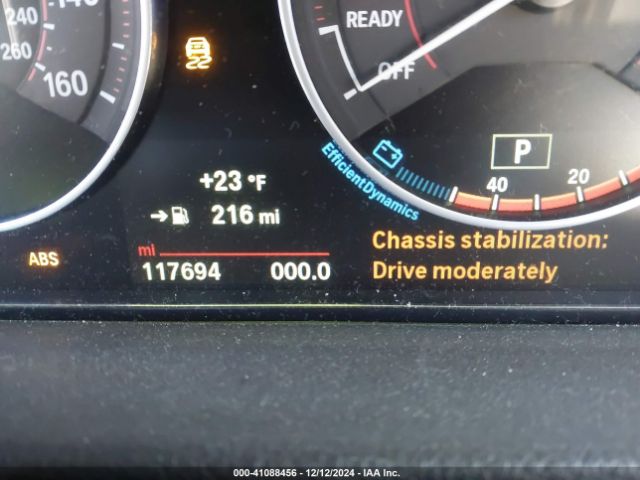 140
240
260
160
READY
OFF
EfficientDynamics
P
40
20
+23 °F
216 mi
mi
117694 000.0
ABS
Chassis stabilization:
Drive moderately
000-41088456 - 12/12/2024 - IAA Inc.